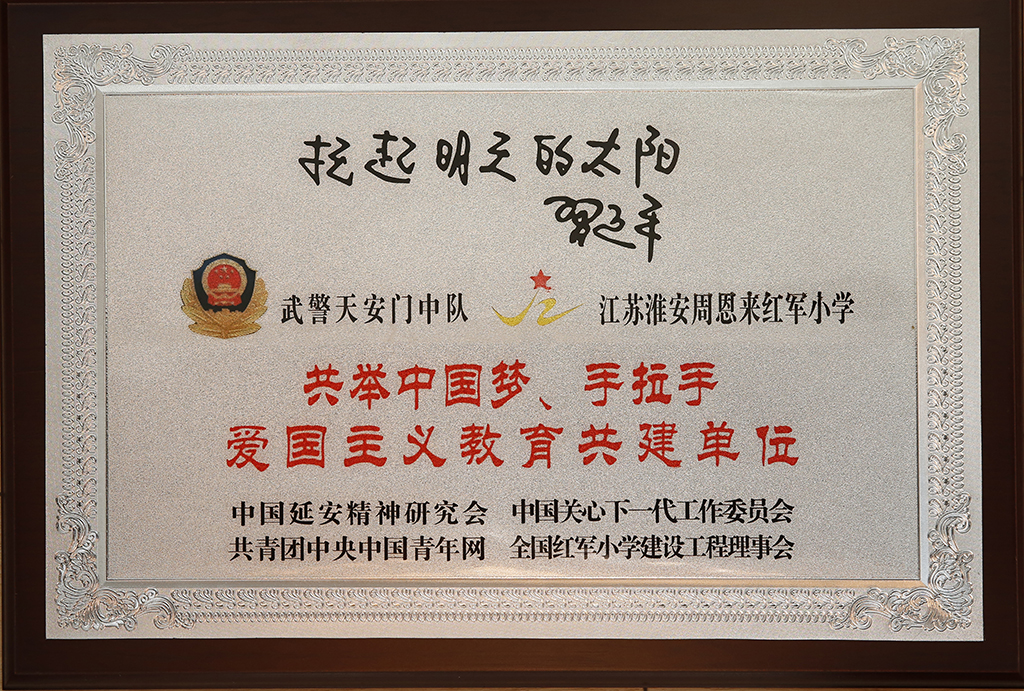 托起明天的太阳
武警天安门中队 江苏淮安周恩来红军小学
共举中国梦、手拉手
爱国主义教育共建单位
中国延安精神研究会 中国关心下一代工作委员会
共青团中央中国青年网 全国红军小学建设工程理事会